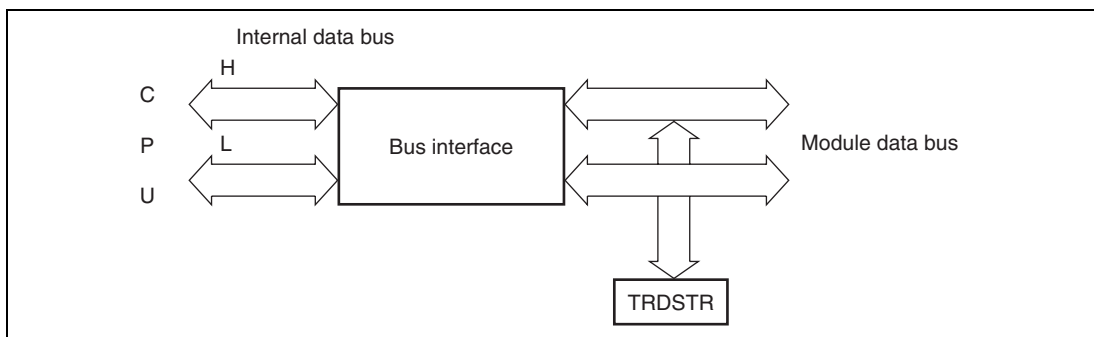 Internal data bus
H
C
P
U
L
Bus interface
Module data bus
TRDSTR